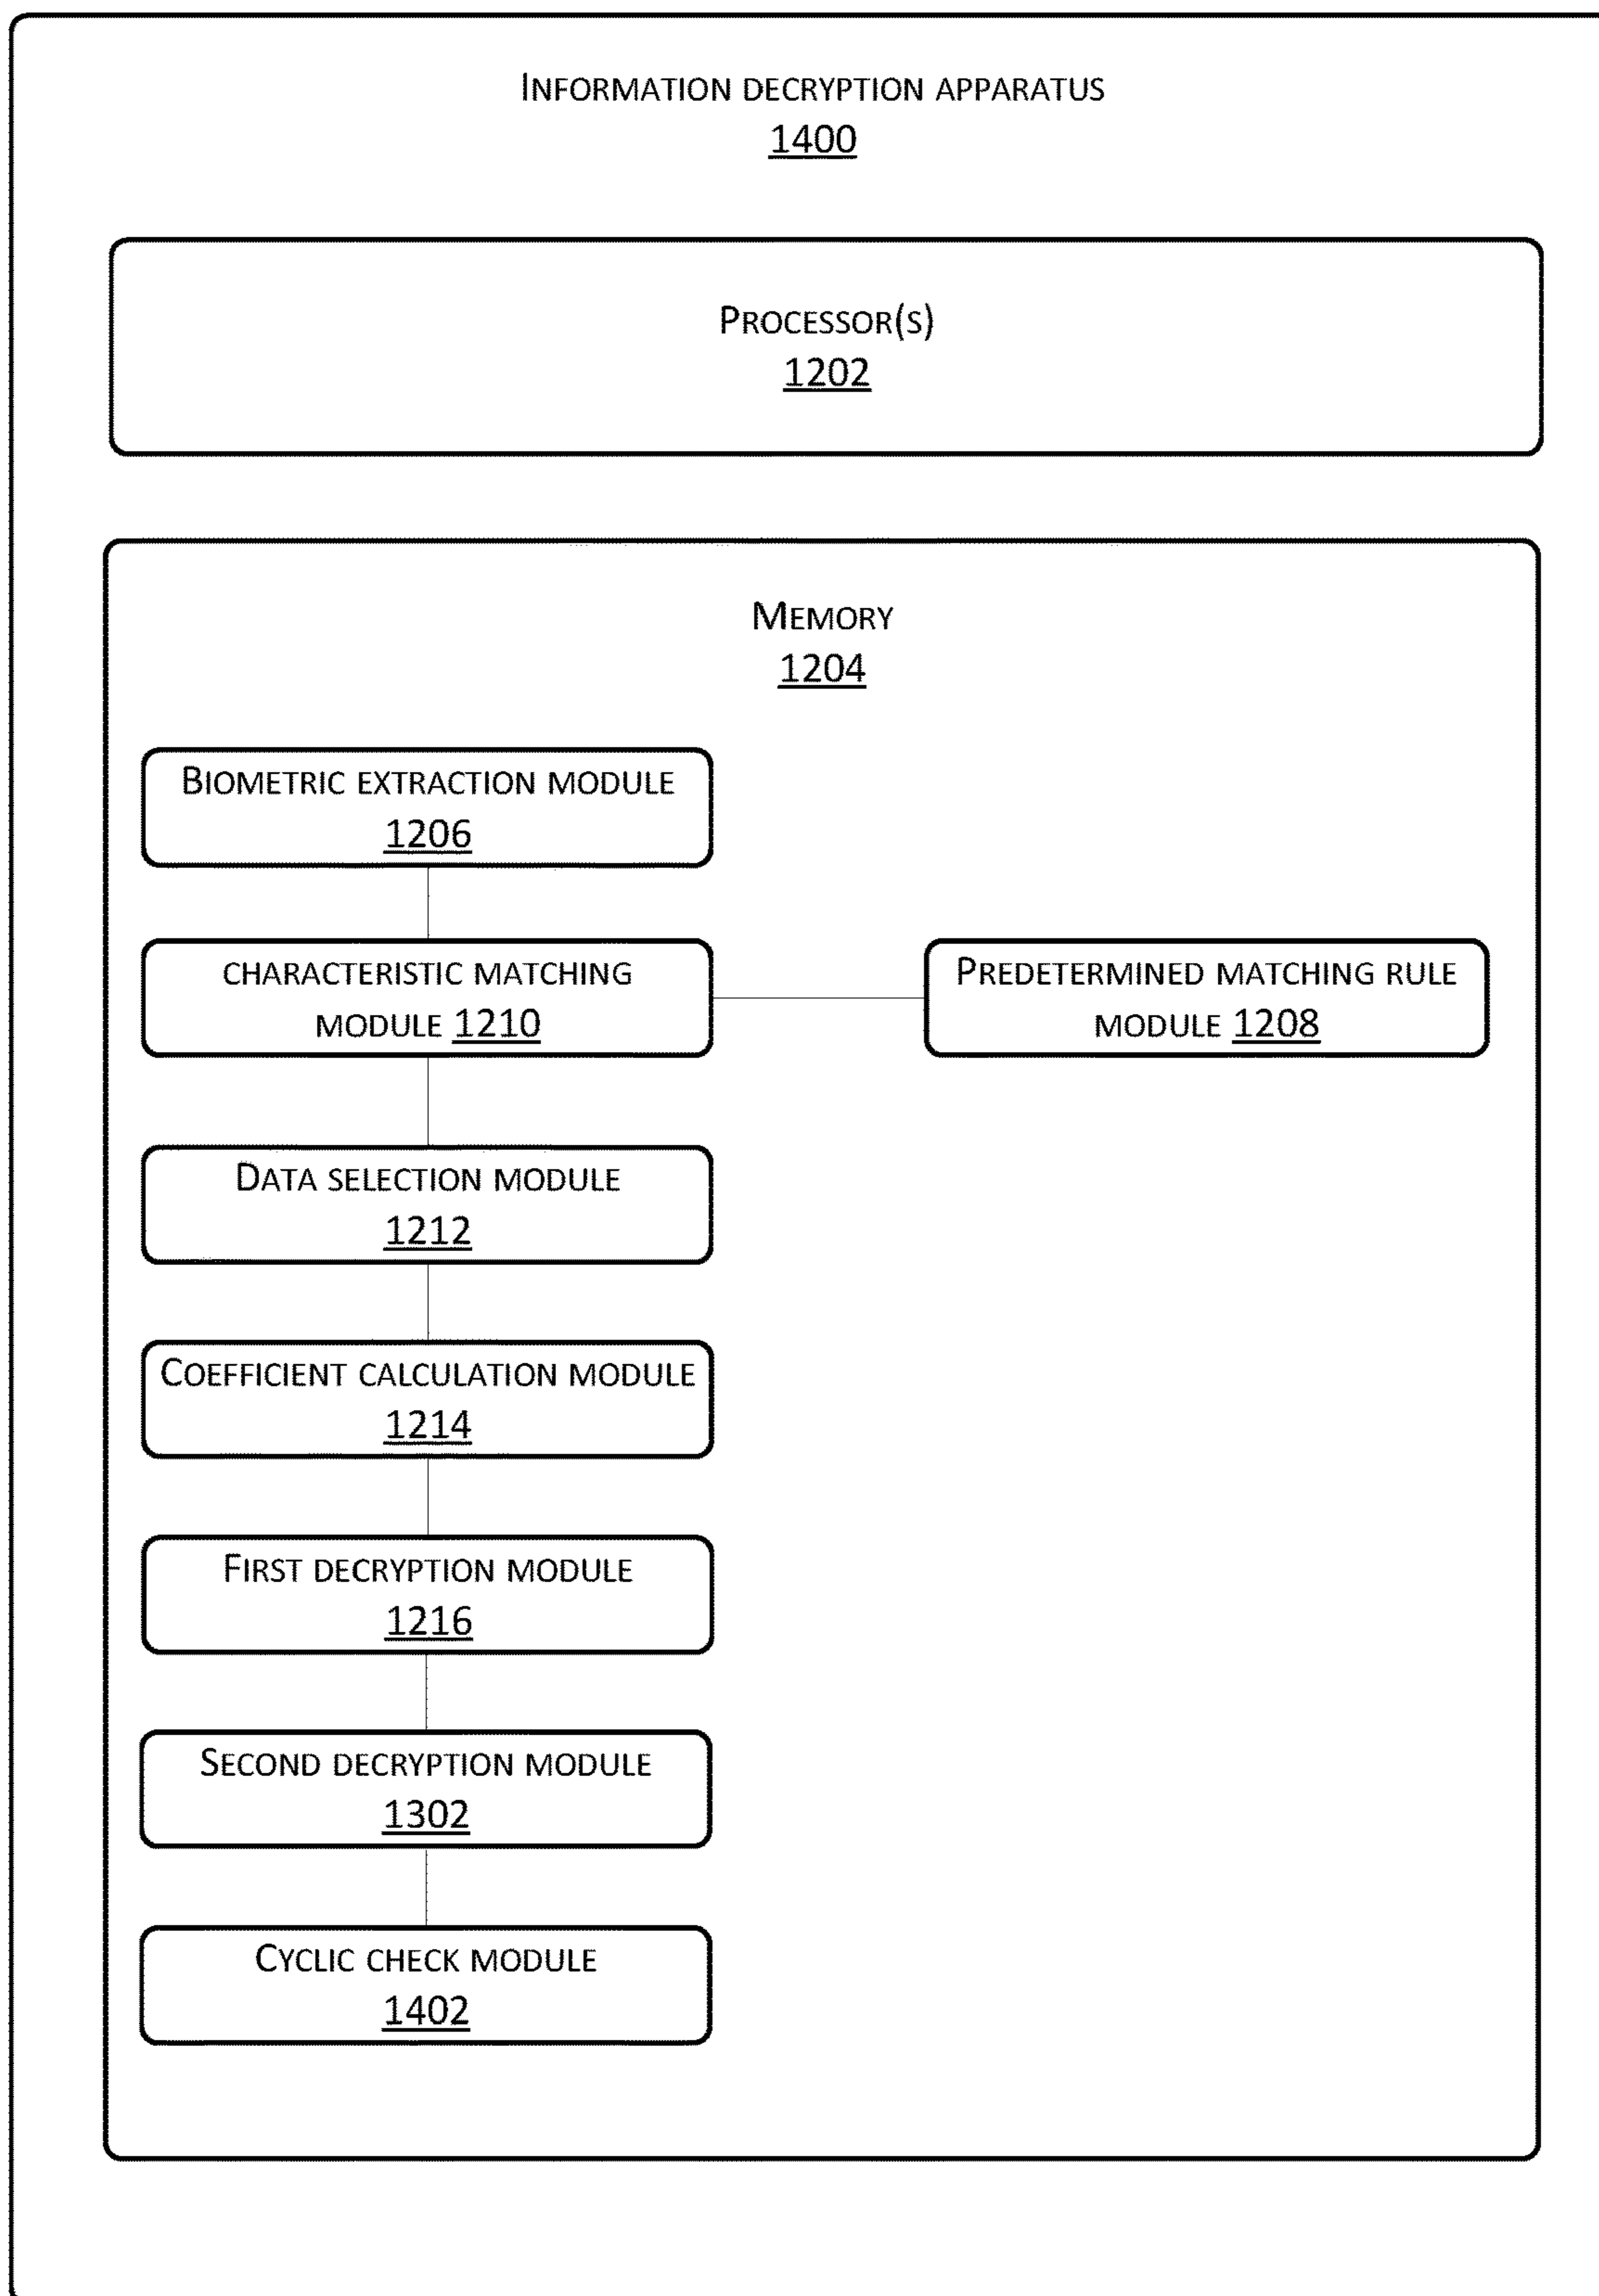 INFORMATION DECRYPTION APPARATUS
1400
PROCESSOR(S)
1202
MEMORY
1204
BIOMETRIC EXTRACTION MODULE
1206
CHARACTERISTIC MATCHING
MODULE 1210
PREDETERMINED MATCHING RULE
MODULE 1208
DATA SELECTION MODULE
1212
COEFFICIENT CALCULATION MODULE
1214
FIRST DECRYPTION MODULE
1216
SECOND DECRYPTION MODULE
1302
CYCLIC CHECK MODULE
1402